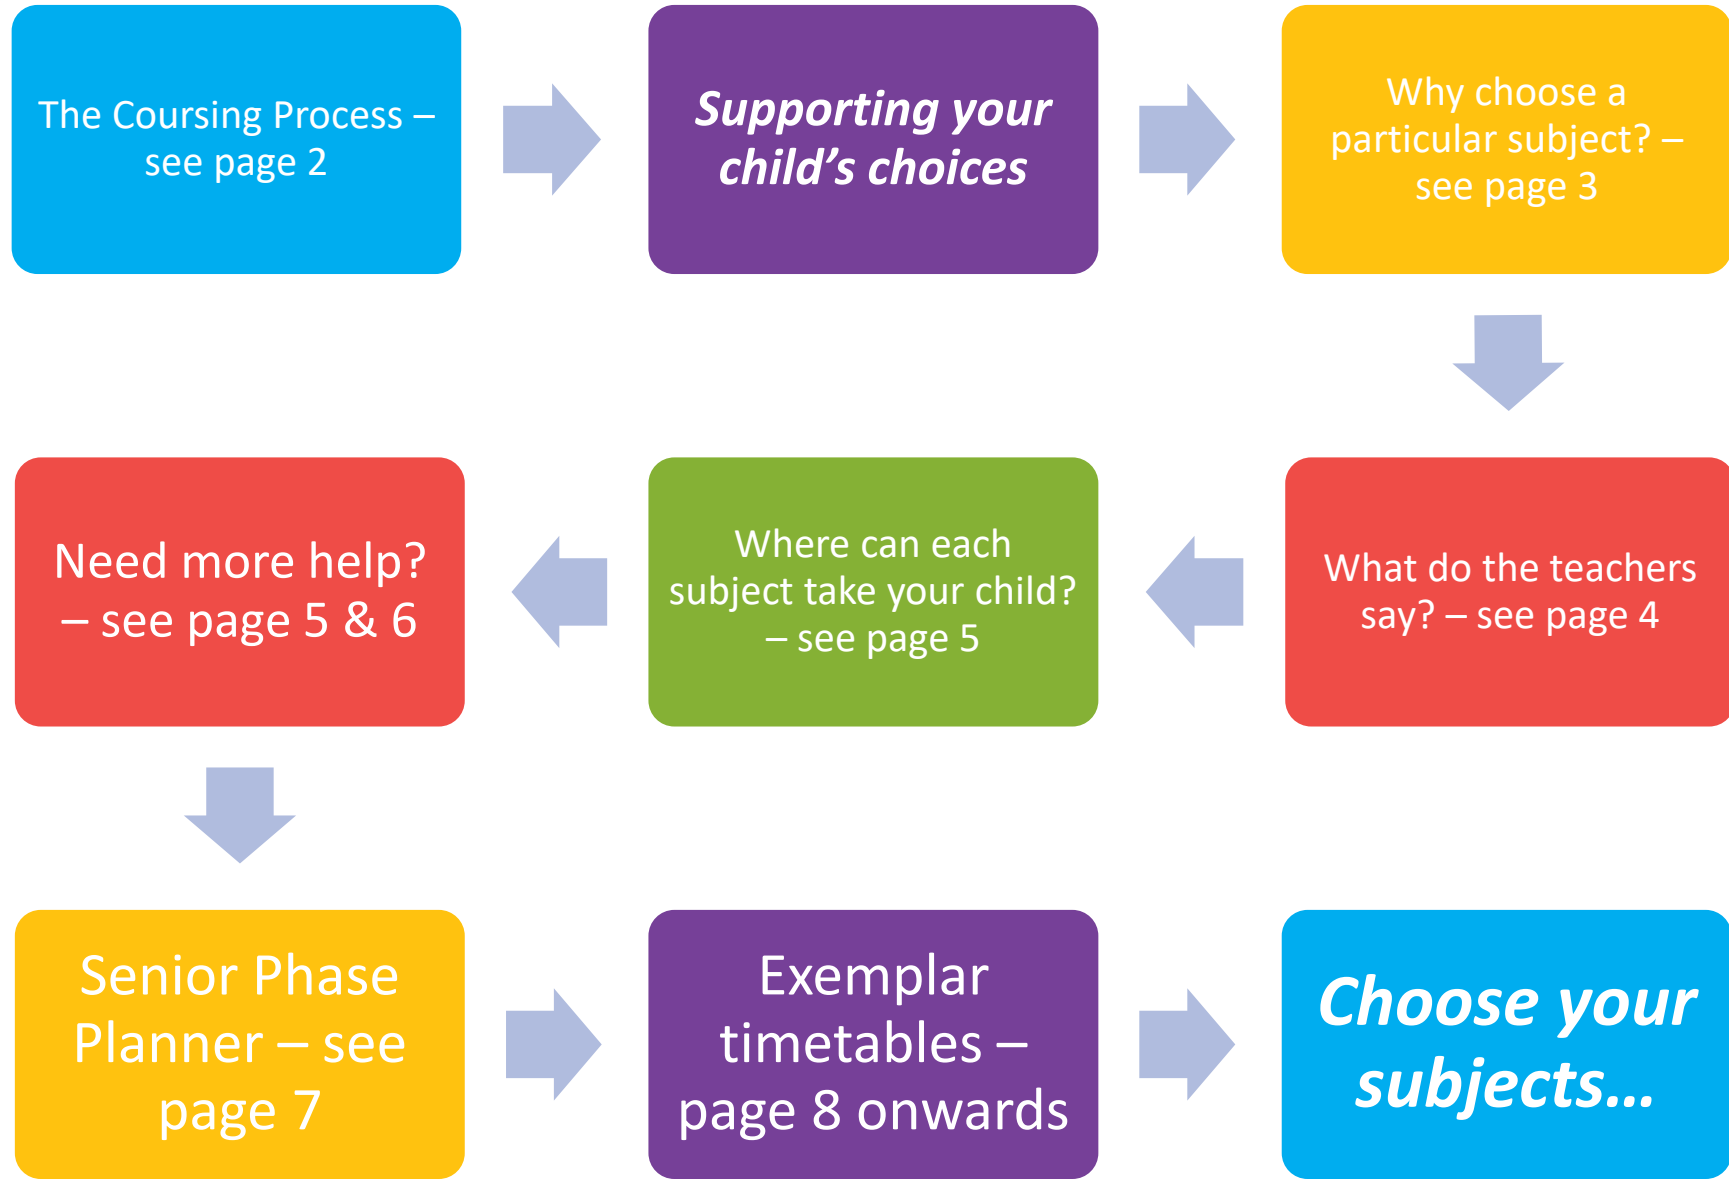 The Coursing Process –
see page 2
Supporting your
child’s choices
Why choose a
particular subject? –
see page 3
What do the teachers
say? – see page 4
Where can each
subject take your child?
– see page 5
Need more help?
– see page 5 & 6
Senior Phase
Planner – see
page 7
Exemplar
timetables –
page 8 onwards
Choose your
subjects…